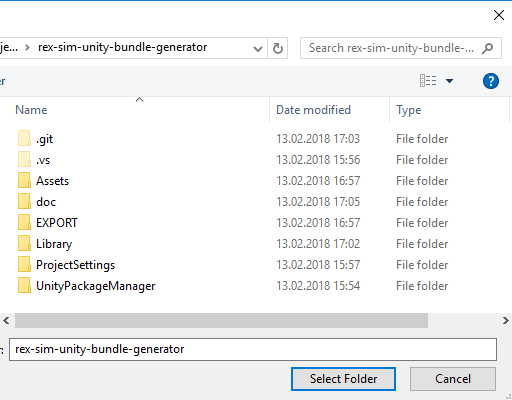 je... › rex-sim-unity-bundle-generator Search rex-sim-unity-bundle-...
er ?
Name Date modified Type
.git 13.02.2018 17:03 File folder
.vs 13.02.2018 15:56 File folder
Assets 13.02.2018 16:57 File folder
doc 13.02.2018 17:05 File folder
EXPORT 13.02.2018 16:57 File folder
Library 13.02.2018 17:02 File folder
ProjectSettings 13.02.2018 15:57 File folder
UnityPackageManager 13.02.2018 15:54 File folder
r: rex-sim-unity-bundle-generator
Select Folder Cancel